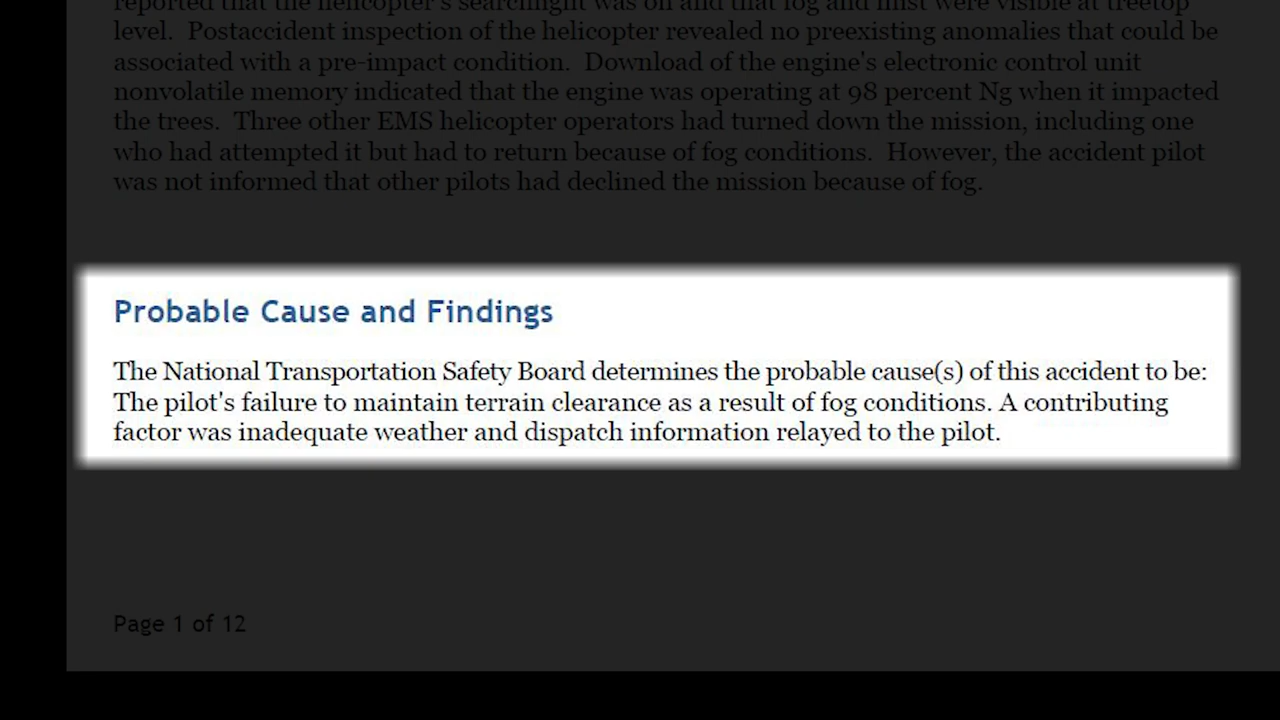 reported that the helicopter's searchlight was on and that fog and mist were visible at treetop
level.  Postaccident inspection of the helicopter revealed no preexisting anomalies that could be
associated with a pre-impact condition.  Download of the engine's electronic control unit
nonvolatile memory indicated that the engine was operating at 98 percent Ng when it impacted
the trees.  Three other EMS helicopter operators had turned down the mission, including one
who had attempted it but had to return because of fog conditions.  However, the accident pilot
was not informed that other pilots had declined the mission because of fog.
Probable Cause and Findings
The National Transportation Safety Board determines the probable cause(s) of this accident to be:
The pilot's failure to maintain terrain clearance as a result of fog conditions. A contributing
factor was inadequate weather and dispatch information relayed to the pilot.
Page 1 of 12